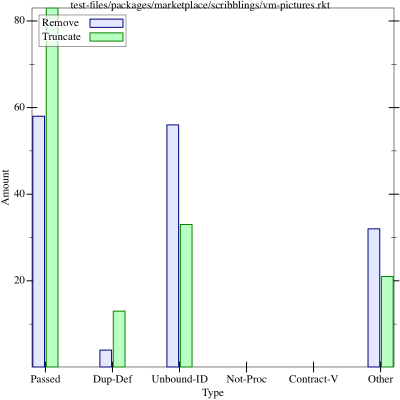 test-files/packages/marketplace/scribblings/vm-pictures.rkt
Remove
Truncate
80
60
40
20
Amount
Passed Dup-Def Unbound-ID Not-Proc Contract-V Other
Type